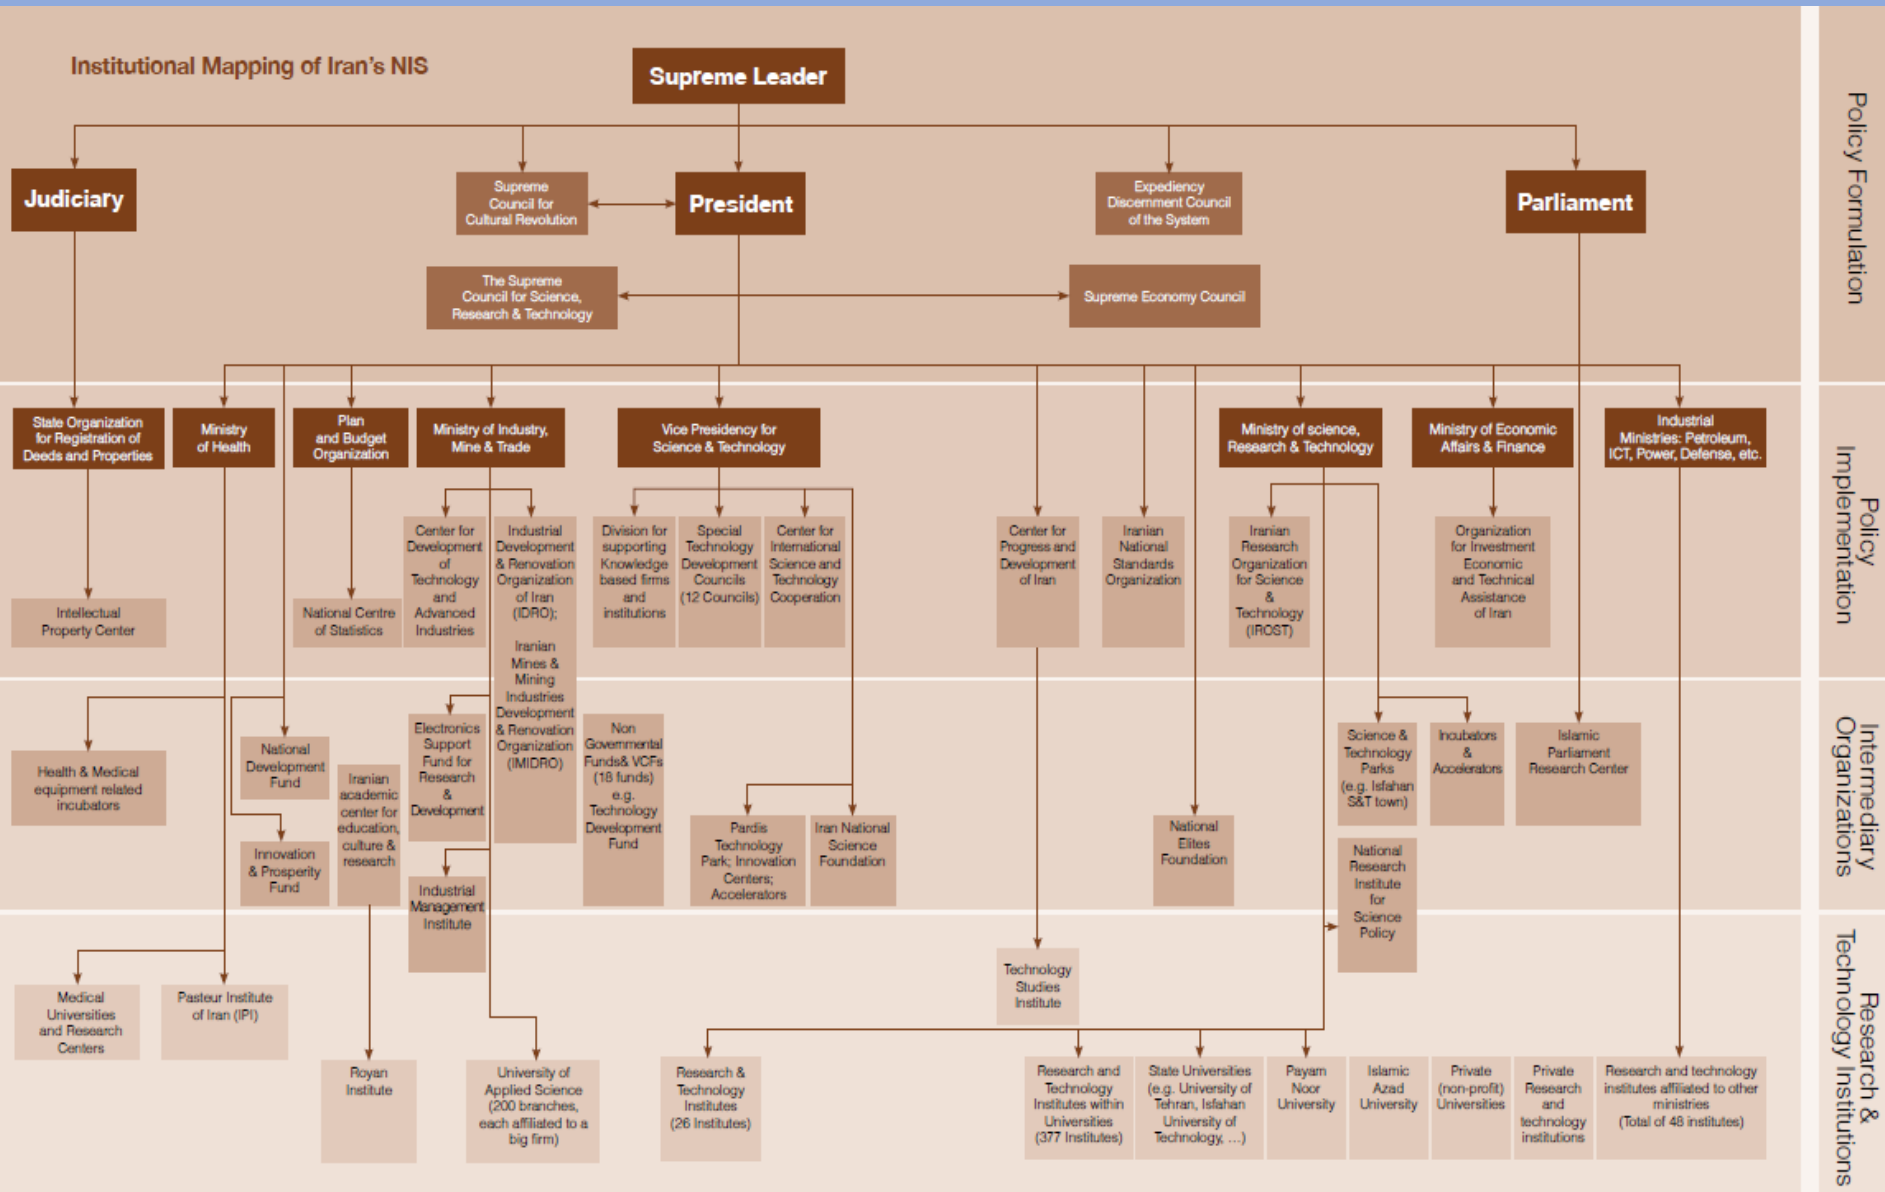 Institutional Mapping of Iran's NIS
Supreme Leader
Judiciary
Supreme
Council for
Cultural Revolution
President
Expediency
Discernment Council
of the System
Parliament
The Supreme
Council for Science,
Research & Technology
Supreme Economy Council
Policy Formulation
State Organization
for Registration of
Deeds and Properties
Ministry
of Health
Plan
and Budget
Organization
Ministry of Industry,
Mine & Trade
Vice Presidency for
Science & Technology
Ministry of science,
Research & Technology
Ministry of Economic
Affairs & Finance
Industrial
Ministries: Petroleum,
ICT, Power, Defense, etc.
Intellectual
Property Center
National Centre
of Statistics
Center for
Development
of
Technology
and
Advanced
Industries
Industrial
Development
& Renovation
Organization
of Iran
(IDRO);
Iranian
Mines &
Mining
Industries
Development
& Renovation
Organization
(IMIDRO)
Division for
supporting
Knowledge
based firms
and
institutions
Special
Technology
Development
Councils
(12 Councils)
Center for
International
Science and
Technology
Cooperation
Center for
Progress and
Development
of Iran
Iranian
National
Standards
Organization
Iranian
Research
Organization
for Science
&
Technology
(IROST)
Organization
for Investment
Economic
and Technical
Assistance
of Iran
Policy
Implementation
Health & Medical
equipment related
incubators
National
Development
Fund
Innovation
& Prosperity
Fund
Iranian
academic
center for
education,
culture &
research
Electronics
Support
Fund for
Research
&
Development
Industrial
Management
Institute
Non
Governmental
Funds& VCFs
(18 funds)
e.g.
Technology
Development
Fund
Pardis
Technology
Park; Innovation
Centers;
Accelerators
Iran National
Science
Foundation
National
Elites
Foundation
Science &
Technology
Parks
(e.g. Isfahan
S&T town)
Incubators
&
Accelerators
Islamic
Parliament
Research Center
National
Research
Institute
for
Science
Policy
Intermediary
Organizations
Medical
Universities
and Research
Centers
Pasteur Institute
of Iran (IPI)
Royan
Institute
University of
Applied Science
(200 branches,
each affiliated to a
big firm)
Research &
Technology
Institutes
(26 Institutes)
Technology
Studies
Institute
Research and
Technology
Institutes within
Universities
(377 Institutes)
State Universities
(e.g. University of
Tehran, Isfahan
University of
Technology, ...)
Payam
Noor
University
Islamic
Azad
University
Private
(non-profit)
Universities
Private
Research
and
technology
institutions
Research and technology
institutes affiliated to other
ministries
(Total of 48 institutes)
Research &
Technology Institutions